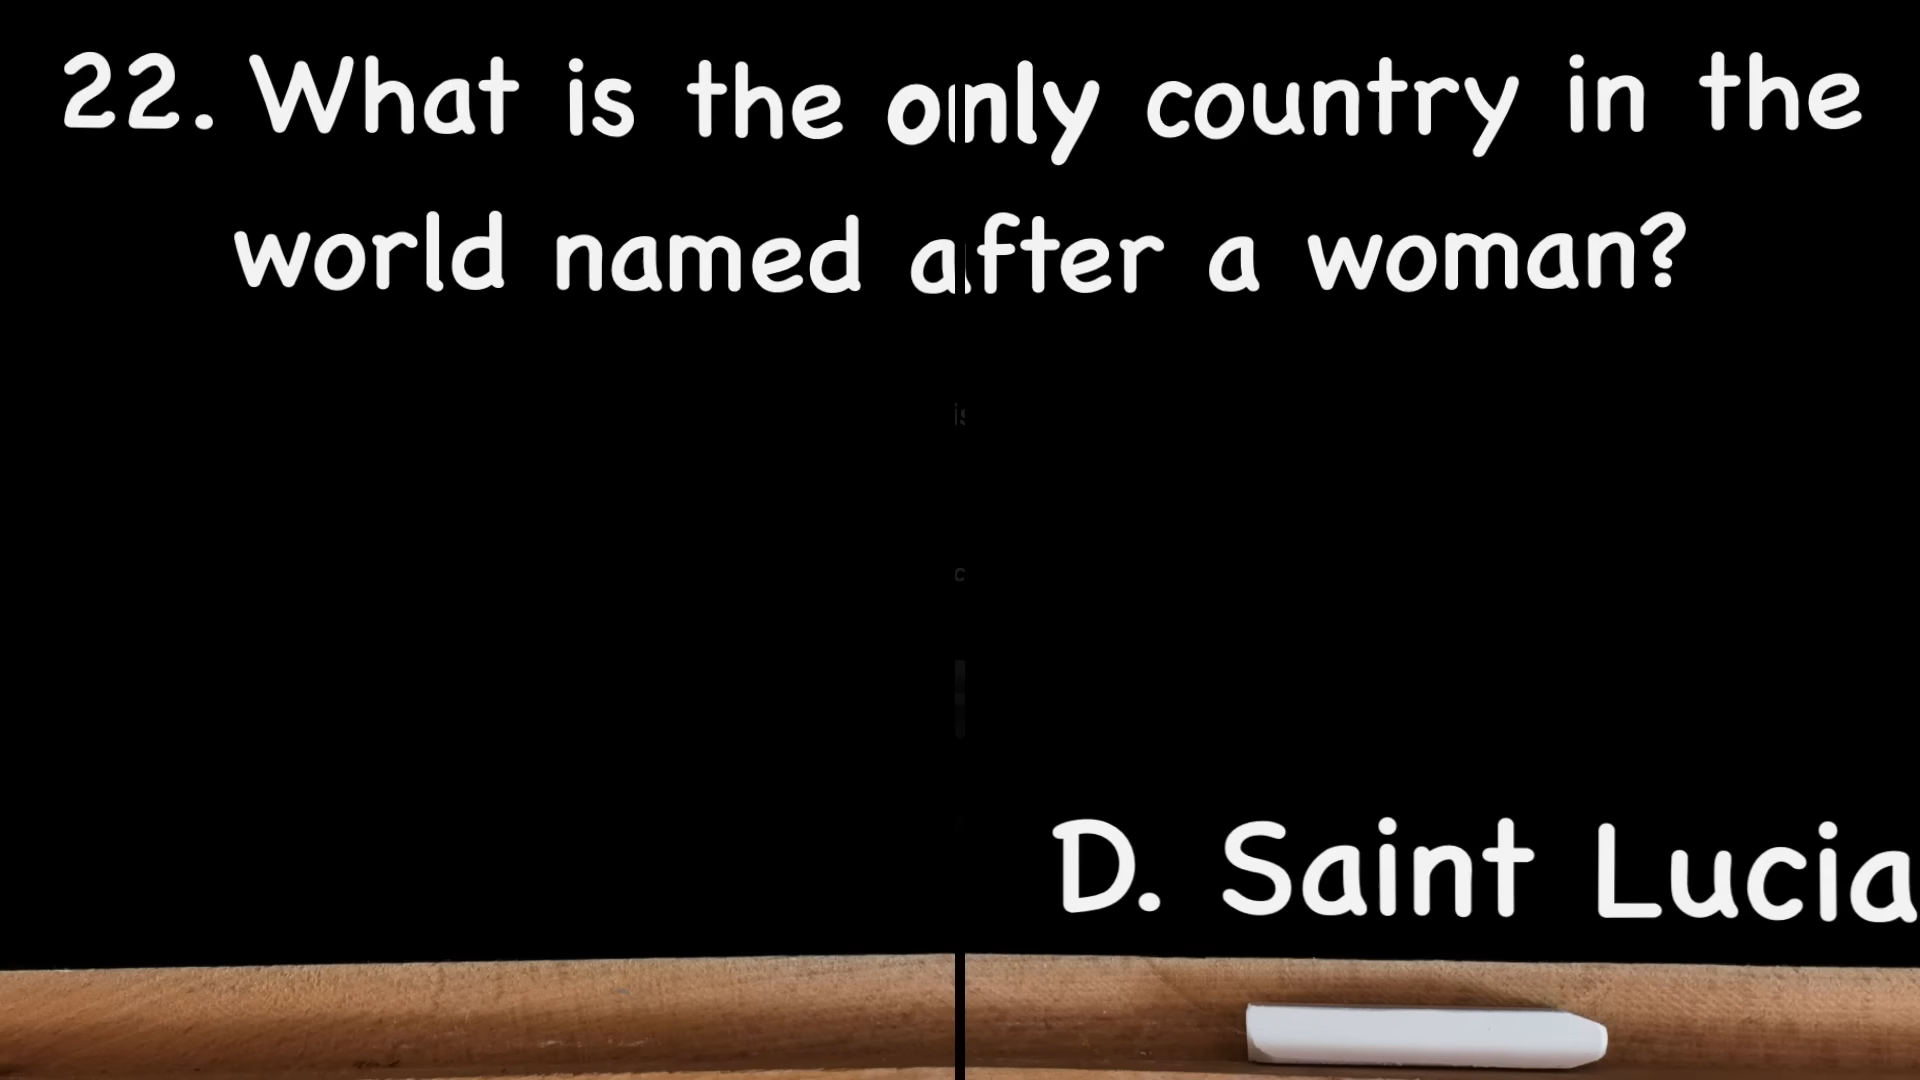 22. What is the only country in the
world named after a woman?
D. Saint Lucia